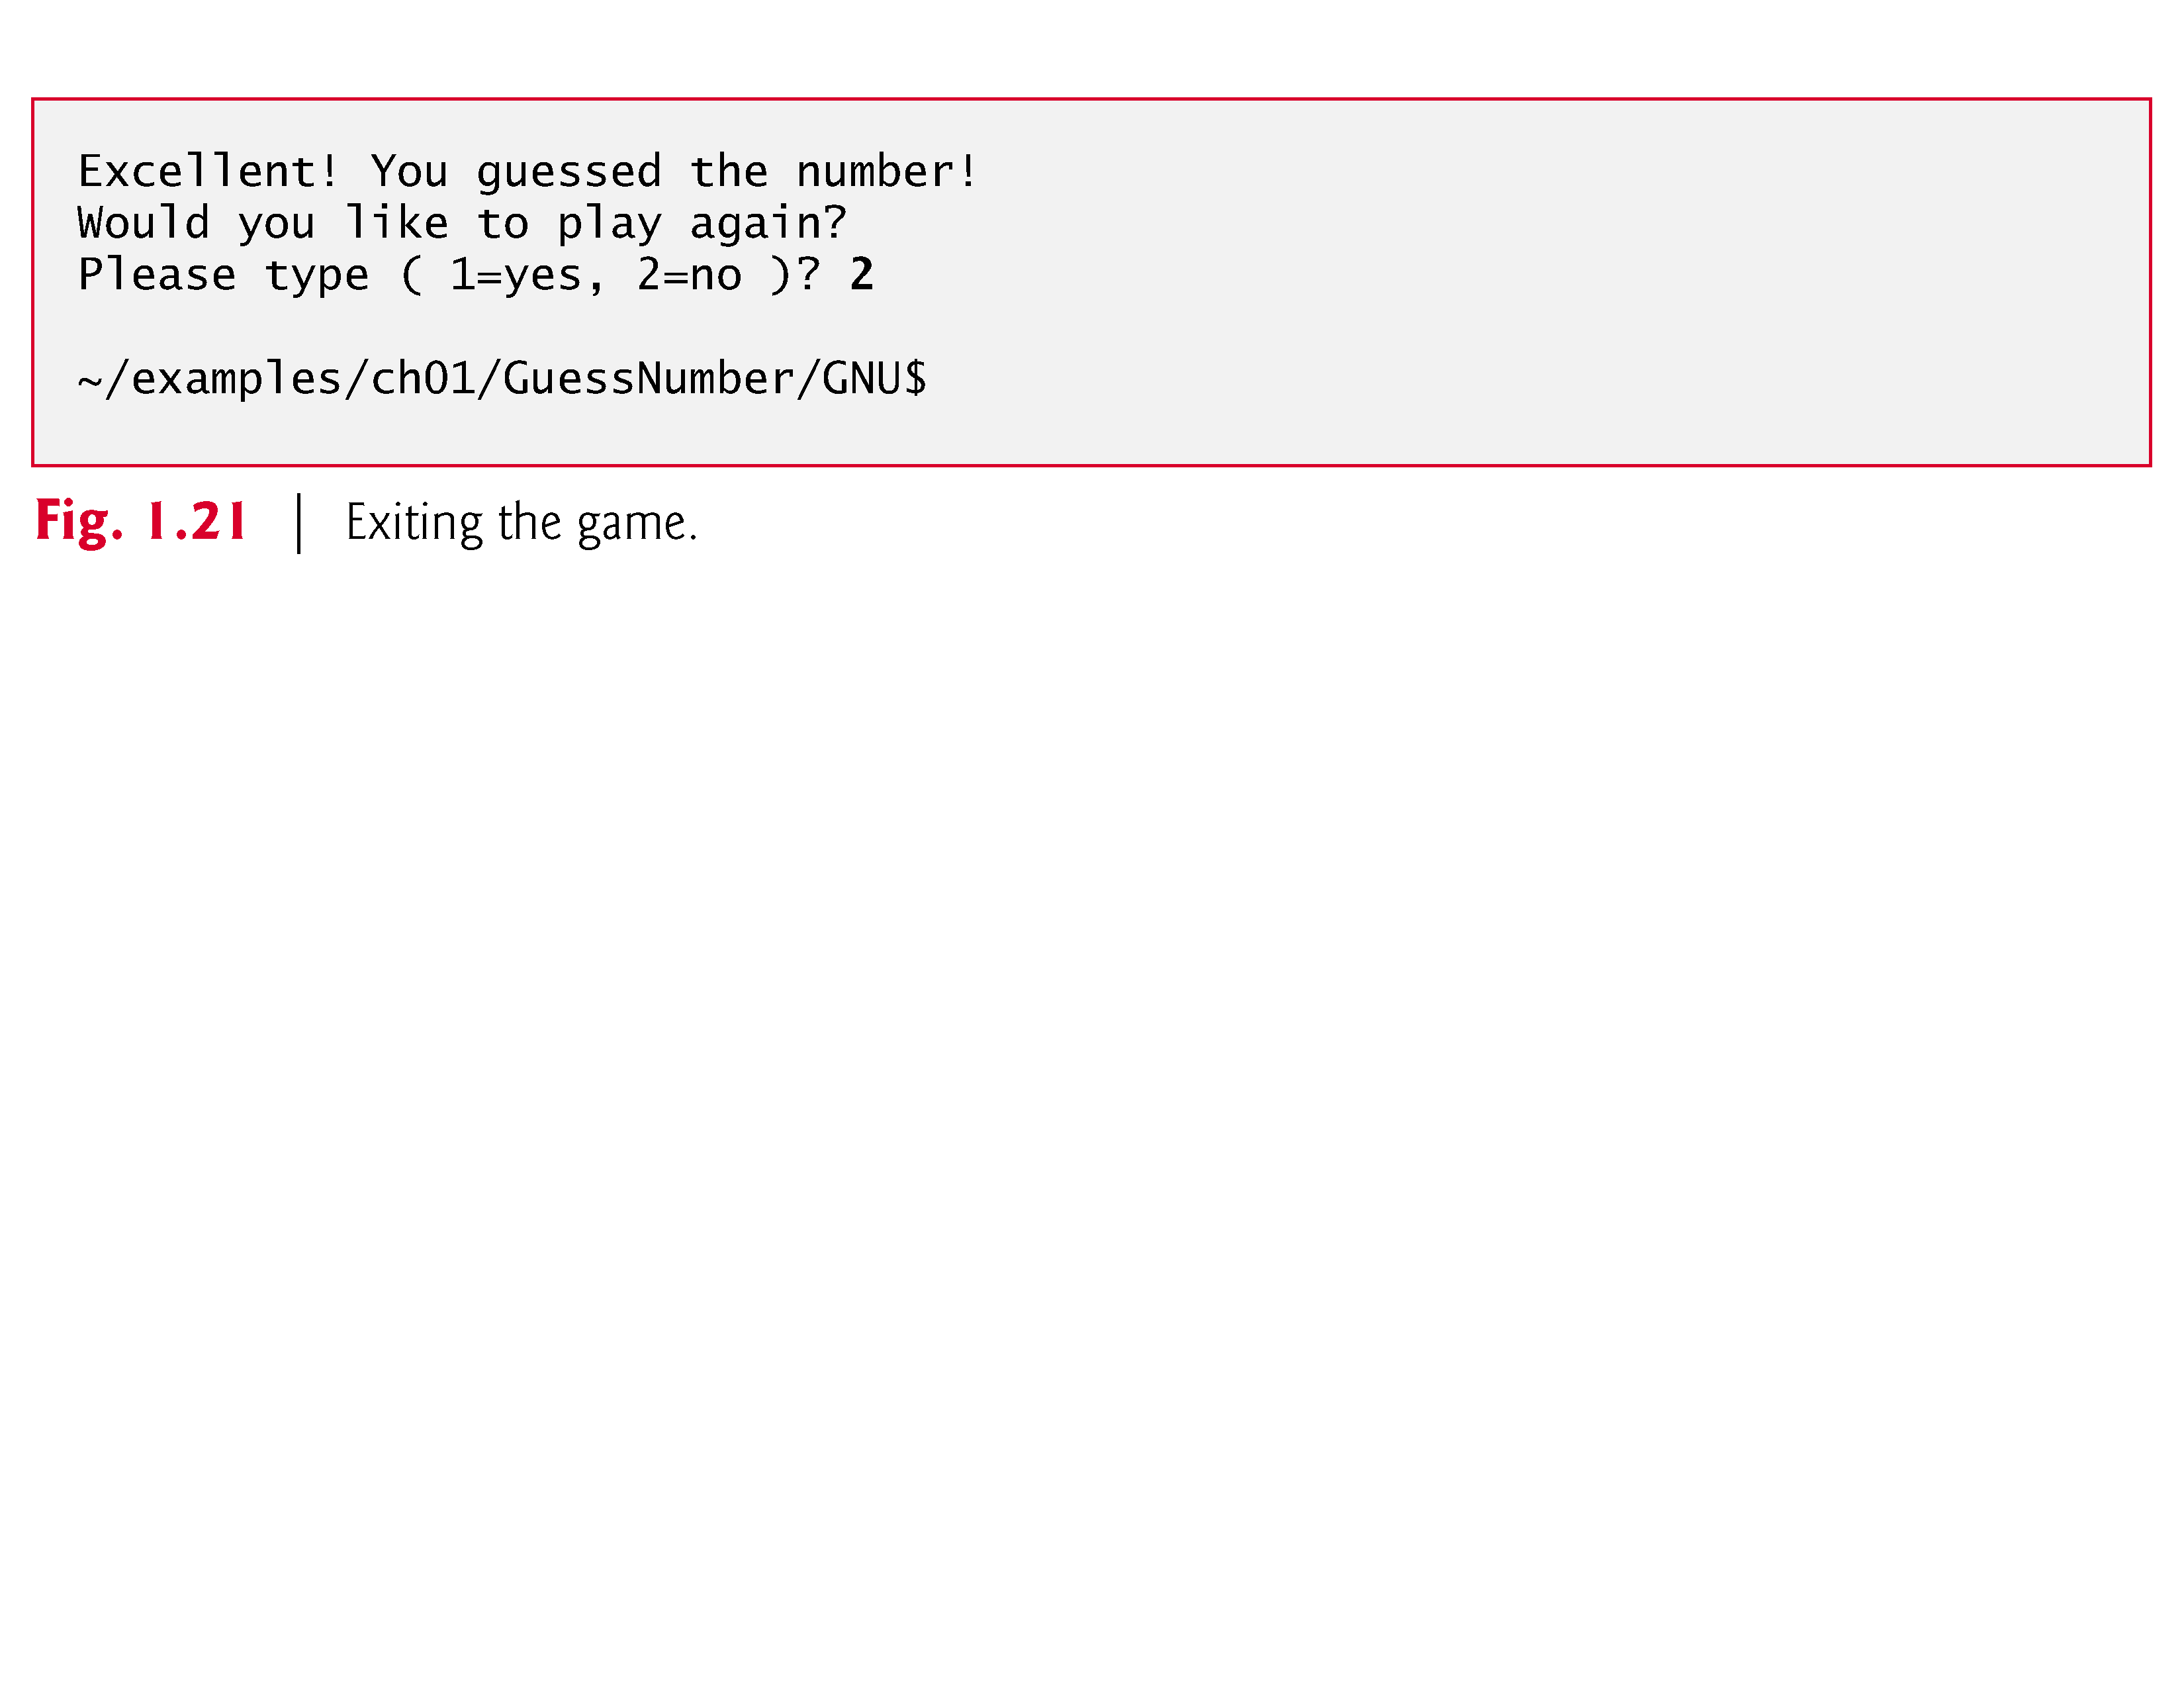 Excellent! You guessed the number!
Would you like to play again?
Please type ( 1=yes, 2=no )? 2
~/examples/ch01/GuessNumber/GNU$
Fig. 1.21 | Exiting the game.